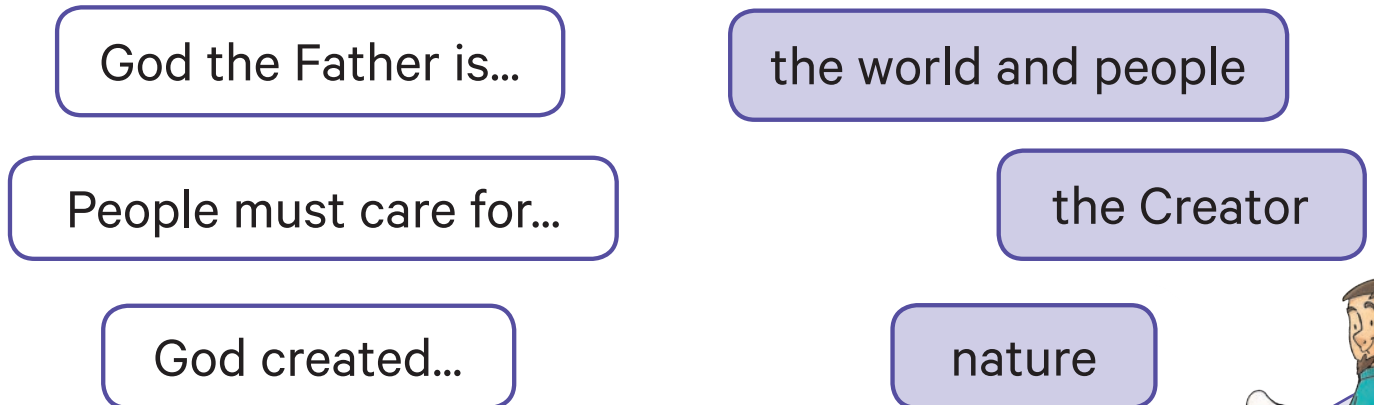 God the Father is...
the world and people
People must care for...
the Creator
God created...
nature